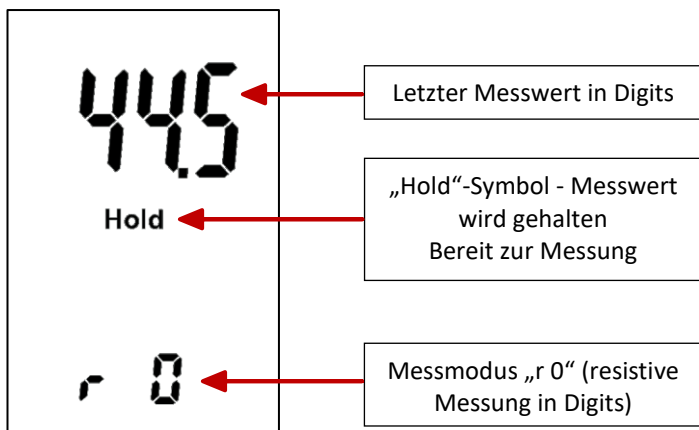 44.5
Letzter Messwert in Digits
Hold
„Hold“-Symbol - Messwert
wird gehalten
Bereit zur Messung
r 0
Messmodus „r 0“ (resistive
Messung in Digits)